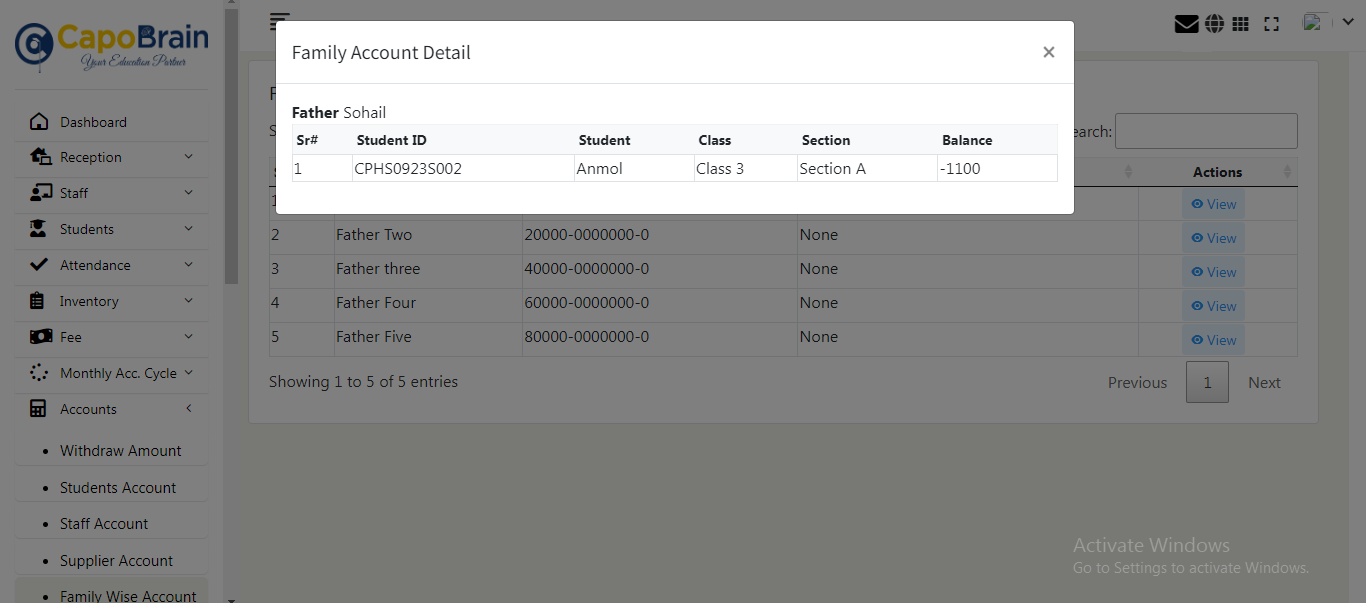 CapoBrain
Your Education Partner
Dashboard
Reception
Staff
Students
Attendance
Inventory
Fee
Monthly Acc. Cycle
Accounts
Withdraw Amount
Students Account
Staff Account
Supplier Account
Family Wise Account
Family Account Detail ×
Father Sohail
Sr# Student ID Student Class Section Balance
1 CPHS0923S002 Anmol Class 3 Section A -1100
earch:
Actions
1 View
2 Father Two 20000-0000000-0 None View
3 Father three 40000-0000000-0 None View
4 Father Four 60000-0000000-0 None View
5 Father Five 80000-0000000-0 None View
Showing 1 to 5 of 5 entries
Previous 1 Next
Activate Windows
Go to Settings to activate Windows.